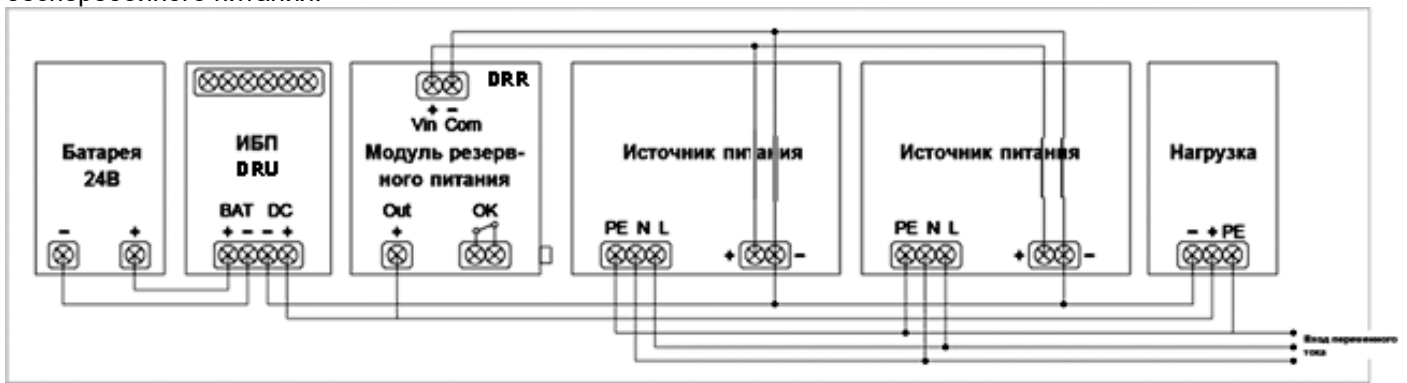 Батарея
24В
-
+
ИБП
DRU
BAT DC
+ - - +
DRR
+ -
Vin Com
Модуль резерв-
ного питания
Out
OK
+
Источник питания
PE N L
+
-
Источник питания
PE N L
+
-
Нагрузка
- + PE
Вход переменного
тока